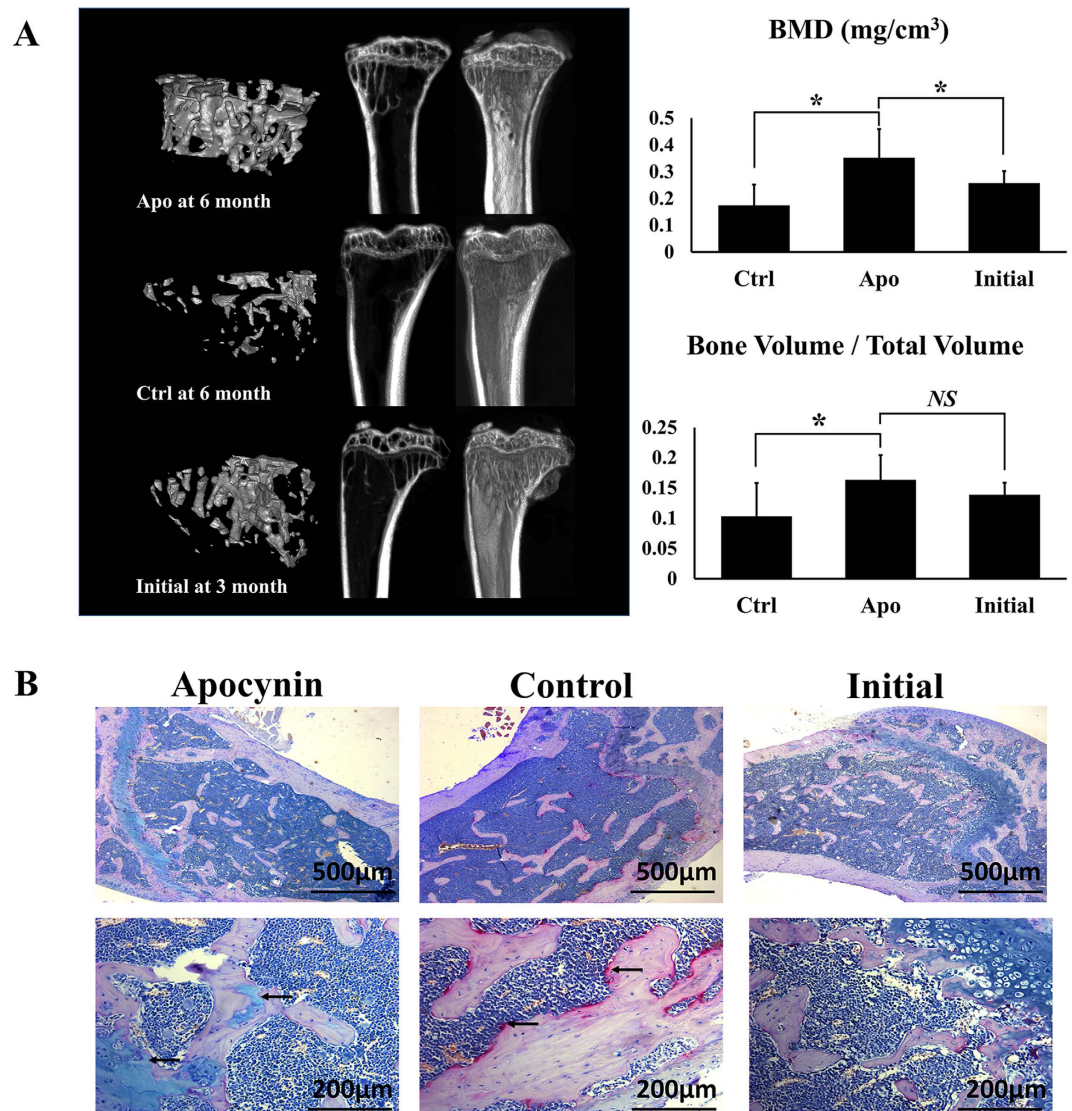 A
Apo at 6 month
Ctrl at 6 month
Initial at 3 month
BMD (mg/cm³)
*
*
0.5
0.4
0.3
0.2
0.1
0
Ctrl
Apo
Initial
Bone Volume / Total Volume
*
NS
0.25
0.2
0.15
0.1
0.05
0
Ctrl
Apo
Initial
B
Apocynin
Control
Initial
500μm
500μm
500μm
200μm
200μm
200μm